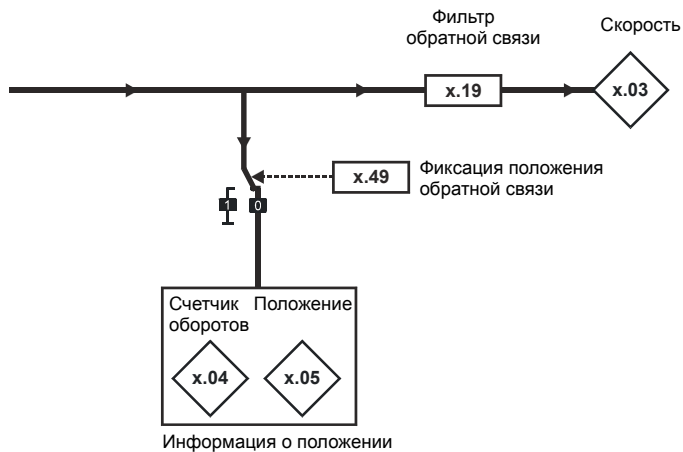 Фильтр
обратной связи
Скорость
x.19
x.03
x.49
Фиксация положения
обратной связи
1 0
Счетчик
оборотов
Положение
x.04
x.05
Информация о положении